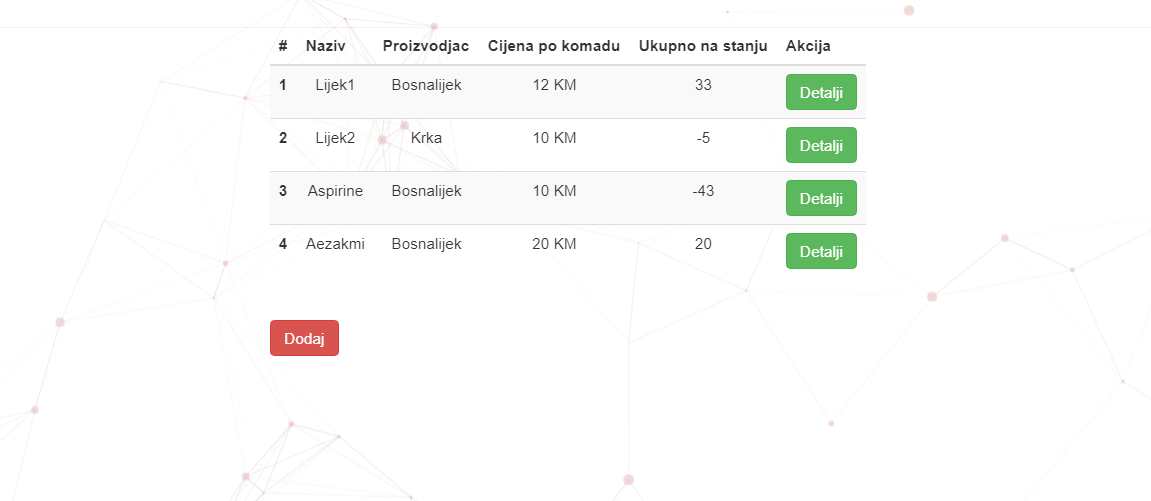 # Naziv Proizvodjac Cijena po komadu Ukupno na stanju Akcija
1 Lijek1 Bosnalijek 12 KM 33 Detalji
2 Lijek2 Krka 10 KM -5 Detalji
3 Aspirine Bosnalijek 10 KM -43 Detalji
4 Aezakmi Bosnalijek 20 KM 20 Detalji
Dodaj